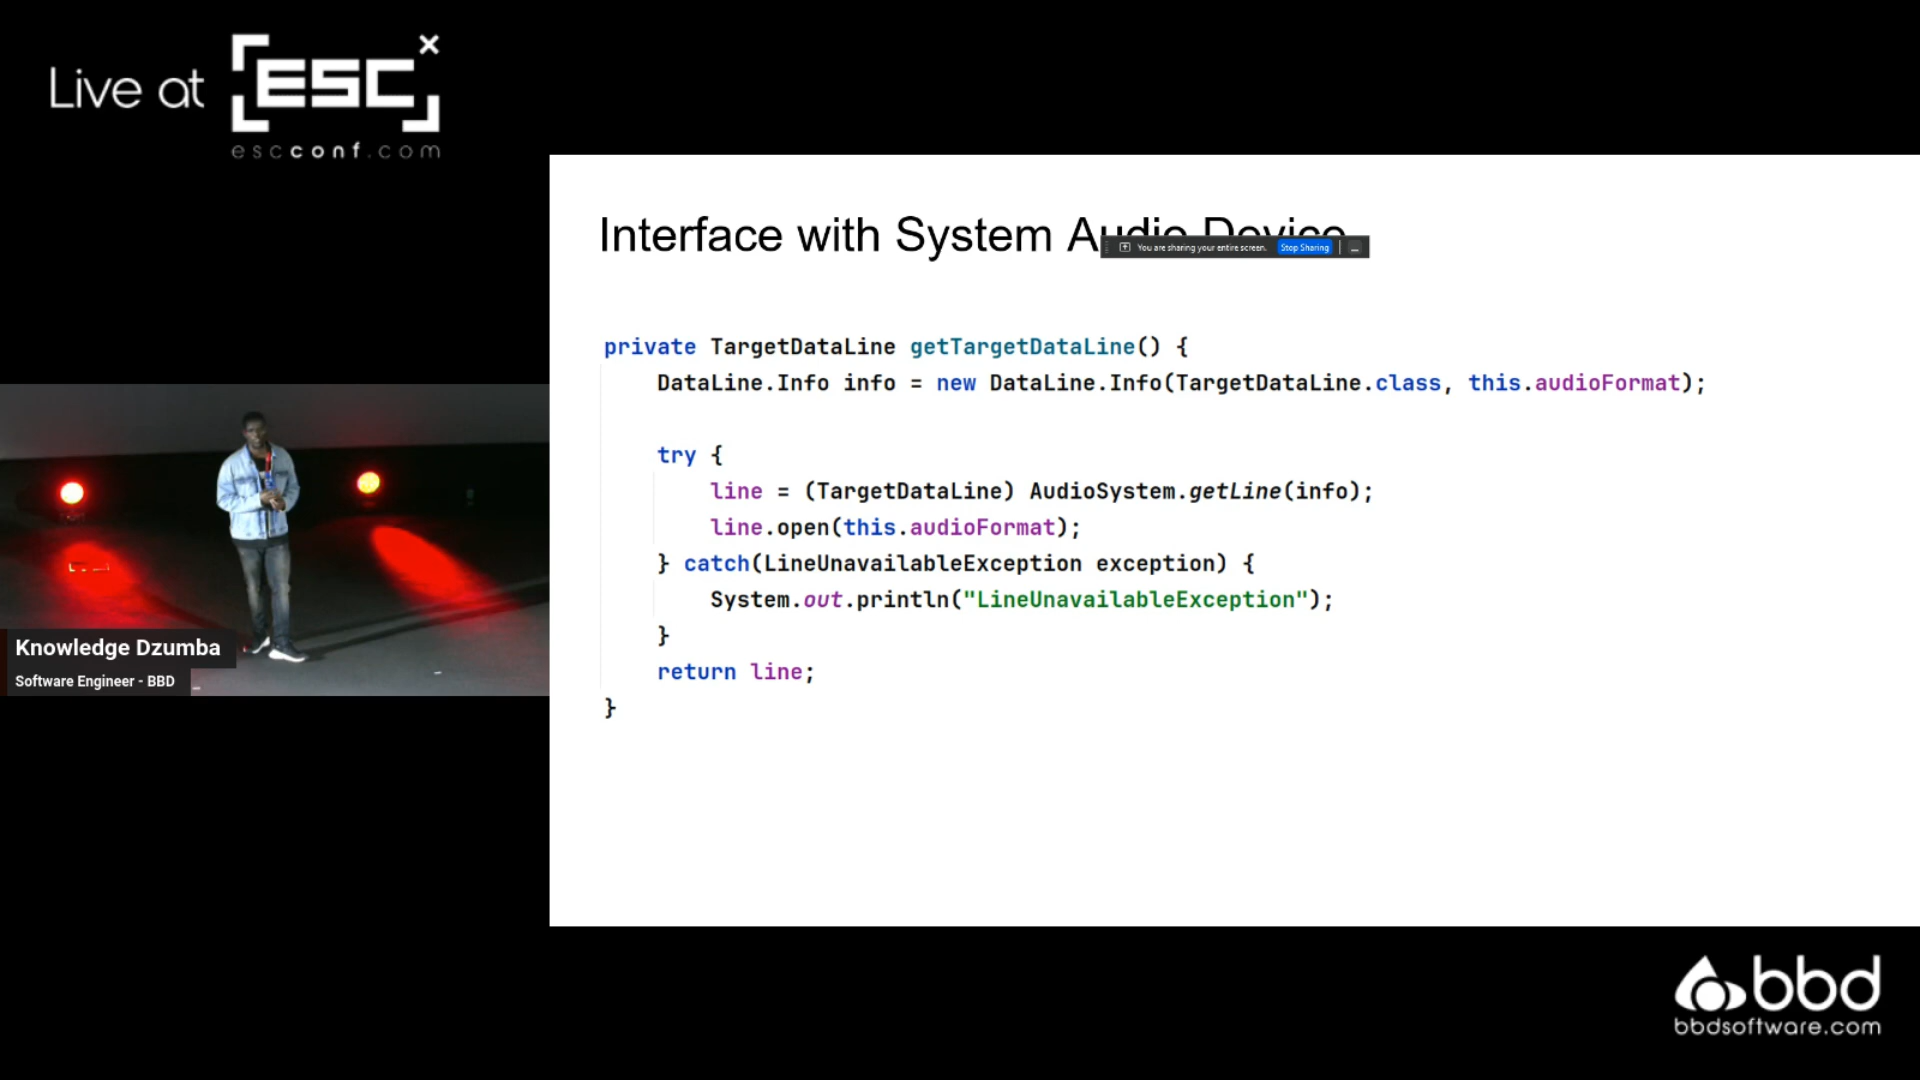 Live at ESC
escconf.com
Interface with System Audio Device
You are sharing your entire screen. Stop Sharing
private TargetDataLine getTargetDataLine() {
DataLine.Info info = new DataLine.Info(TargetDataLine.class, this.audioFormat);
try {
line = (TargetDataLine) AudioSystem.getLine(info);
line.open(this.audioFormat);
} catch(LineUnavailableException exception) {
System.out.println("LineUnavailableException");
}
return line;
}
Knowledge Dzumba
Software Engineer - BBD
bbd
bbdsoftware.com